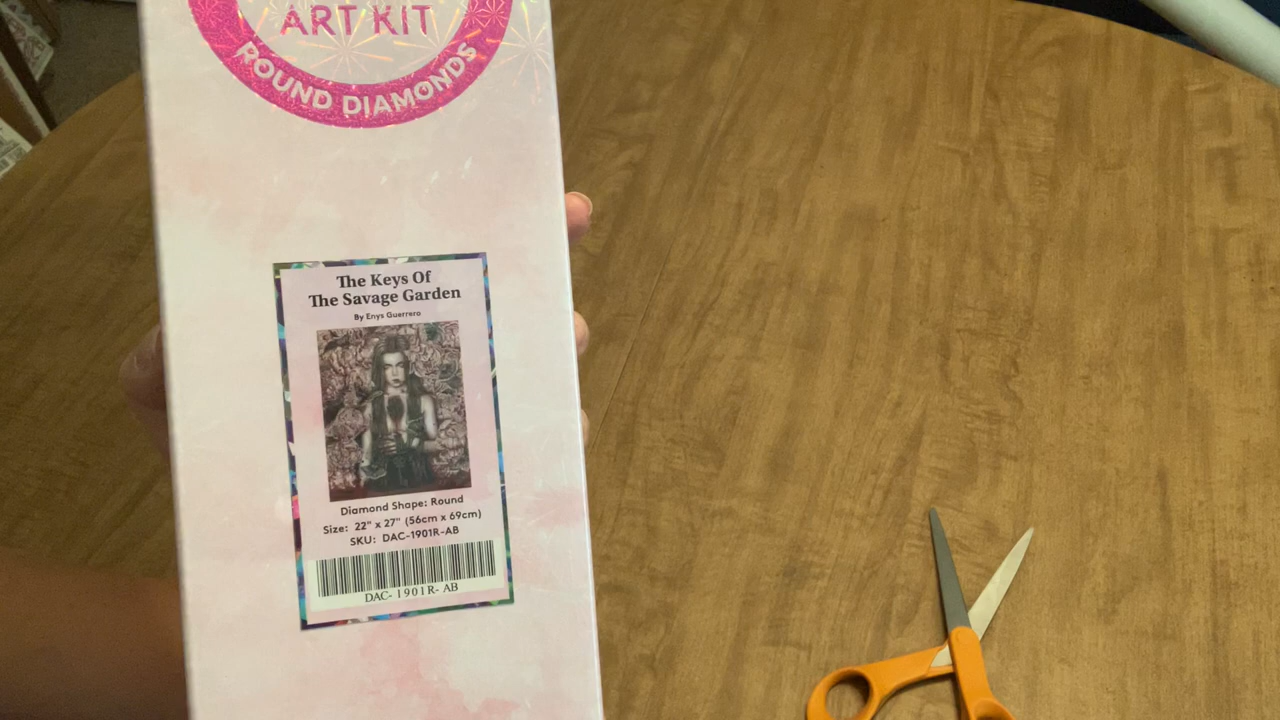 ART KIT
ROUND DIAMONDS
The Keys Of
The Savage Garden
By Enys Guerrero
Diamond Shape: Round
Size: 22" x 27" (56cm x 69cm)
SKU: DAC-1901R-AB
DAC- 1901R- AB